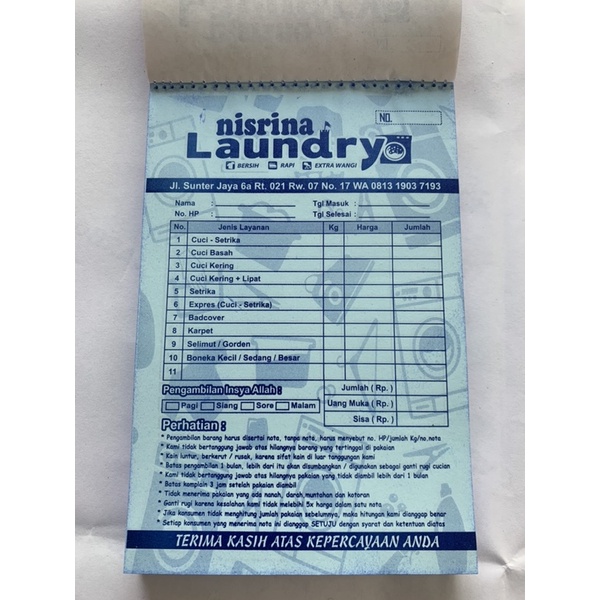 NO.
nisrina
Laundry
BERSIH RAPI EXTRA WANGI
Jl. Sunter Jaya 6a Rt. 021 Rw. 07 No. 17 WA 0813 1903 7193
Nama : Tgl Masuk :
No. HP : Tgl Selesai :
No. Jenis Layanan Kg Harga Jumlah
1 Cuci - Setrika
2 Cuci Basah
3 Cuci Kering
4 Cuci Kering + Lipat
5 Setrika
6 Expres (Cuci - Setrika)
7 Badcover
8 Karpet
9 Selimut / Gorden
10 Boneka Kecil / Sedang / Besar
11
Jumlah ( Rp. )
Pengambilan Insya Allah :
Uang Muka ( Rp. )
Pagi Siang Sore Malam
Sisa ( Rp. )
Perhatian :
* Pengambilan barang harus disertai nota, tanpa nota, harus menyebut no. HP/jumlah Kg/no,nota
* Kami tidak bertanggung jawab atas hilangnya barang yang tertinggal di pakaian
* Kain luntur, berkerut / rusak, karena sifat kain di luar tanggungan kami
* Batas pengambilan 1 bulan, lebih dari itu akan disumbangkan / digunakan sebagai ganti rugi cucian
* Kami tidak bertanggung jawab atas hilangnya pakaian yang tidak diambil lebih dari 1 bulan
* Batas komplain 3 jam setelah pakaian diambil
* Tidak menerima pakaian yang ada nanah, darah,muntahan dan kotoran
* Ganti rugi karena kesalahan kami tidak melebihi 5x harga dalam satu nota
* Jika konsumen tidak menghitung jumlah pakaian sebelumnya, maka hitungan kami dianggap benar
* Setiap konsumen yang menerima nota ini dianggap SETUJU dengan syarat dan ketentuan diatas
TERIMA KASIH ATAS KEPERCAYAAN ANDA